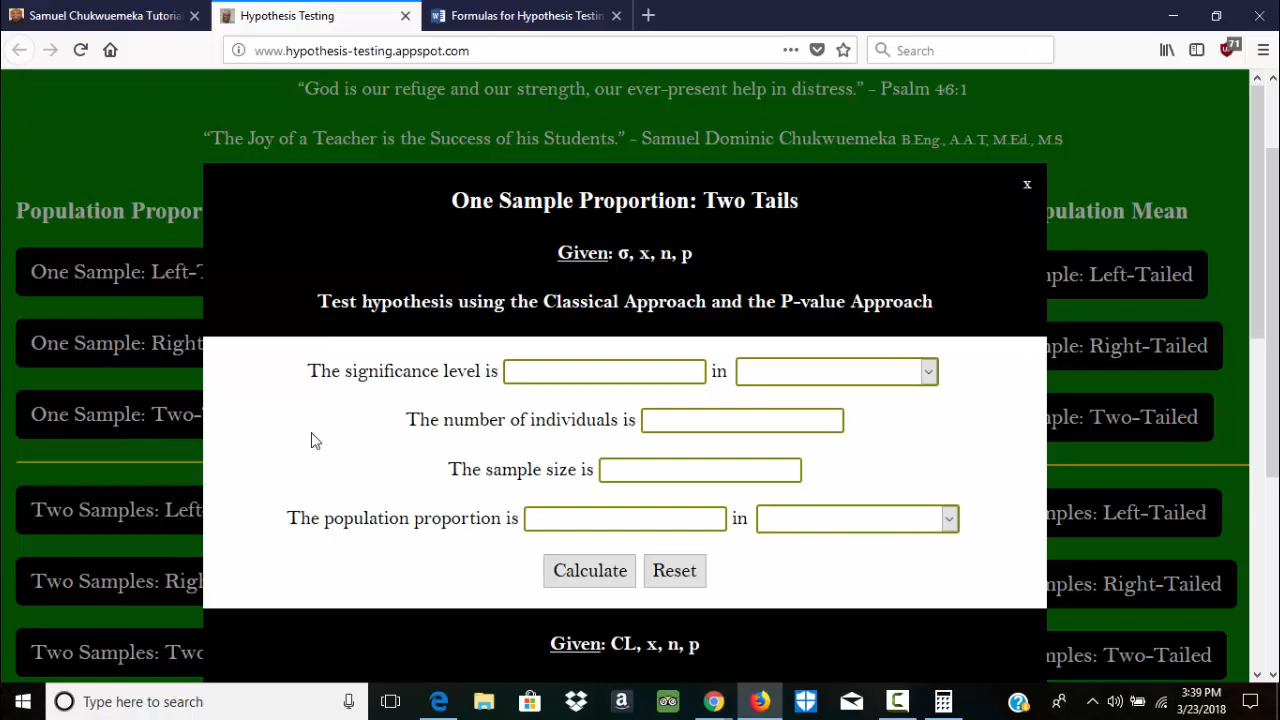 Samuel Chukwuemeka Tutorial
Hypothesis Testing
Formulas for Hypothesis Testin
www.hypothesis-testing.appspot.com
Search
71
“God is our refuge and our strength, our ever-present help in distress.” - Psalm 46:1
“The Joy of a Teacher is the Success of his Students.” - Samuel Dominic Chukwuemeka B.Eng., A.A.T, M.Ed., M.S
x
One Sample Proportion: Two Tails
Population Propor
pulation Mean
Given: σ, x, n, p
One Sample: Left-T
ple: Left-Tailed
Test hypothesis using the Classical Approach and the P-value Approach
One Sample: Right
ple: Right-Tailed
The significance level is in
One Sample: Two-
ple: Two-Tailed
The number of individuals is
The sample size is
Two Samples: Left
mples: Left-Tailed
The population proportion is in
Two Samples: Righ
mples: Right-Tailed
Calculate Reset
Given: CL, x, n, p
Two Samples: Two
mples: Two-Tailed
Type here to search
3:39 PM
3/23/2018